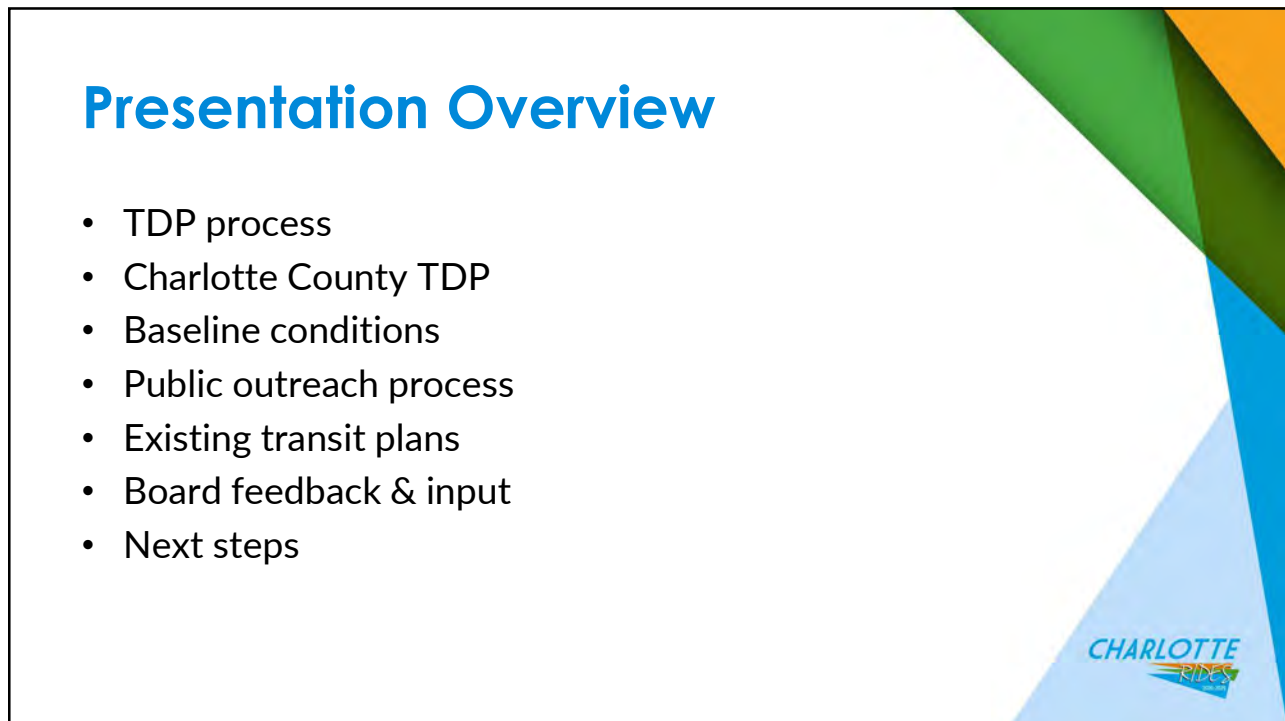 Presentation Overview
• TDP process
• Charlotte County TDP
• Baseline conditions
• Public outreach process
• Existing transit plans
• Board feedback & input
• Next steps
CHARLOTTE
RIDES